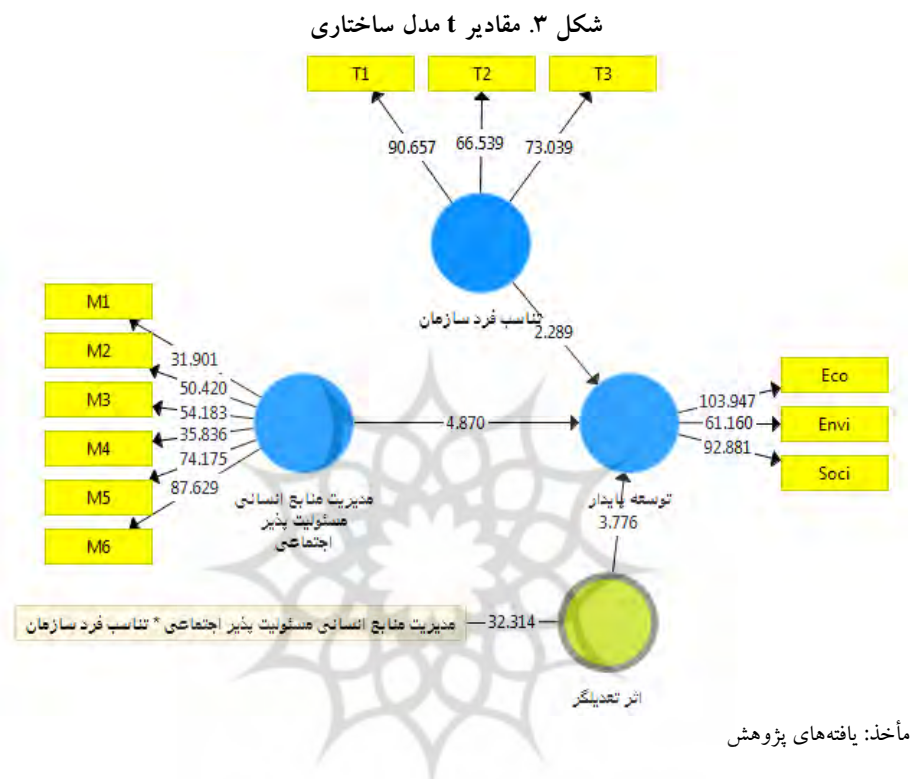 شکل ۳. مقادیر t مدل ساختاری
T1
T2
T3
90.657
66.539
73.039
تناسب فرد سازمان
2.289
M1
M2
M3
M4
M5
M6
31.901
50.420
54.183
35.836
74.175
87.629
مدیریت منابع انسانی
مسئولیت پذیر
اجتماعی
4.870
توسعه پایدار
103.947
61.160
92.881
Eco
Envi
Soci
3.776
مدیریت منابع انسانی مسئولیت پذیر اجتماعی * تناسب فرد سازمان
32.314
اثر تعدیلگر
مأخذ: یافته‌های پژوهش